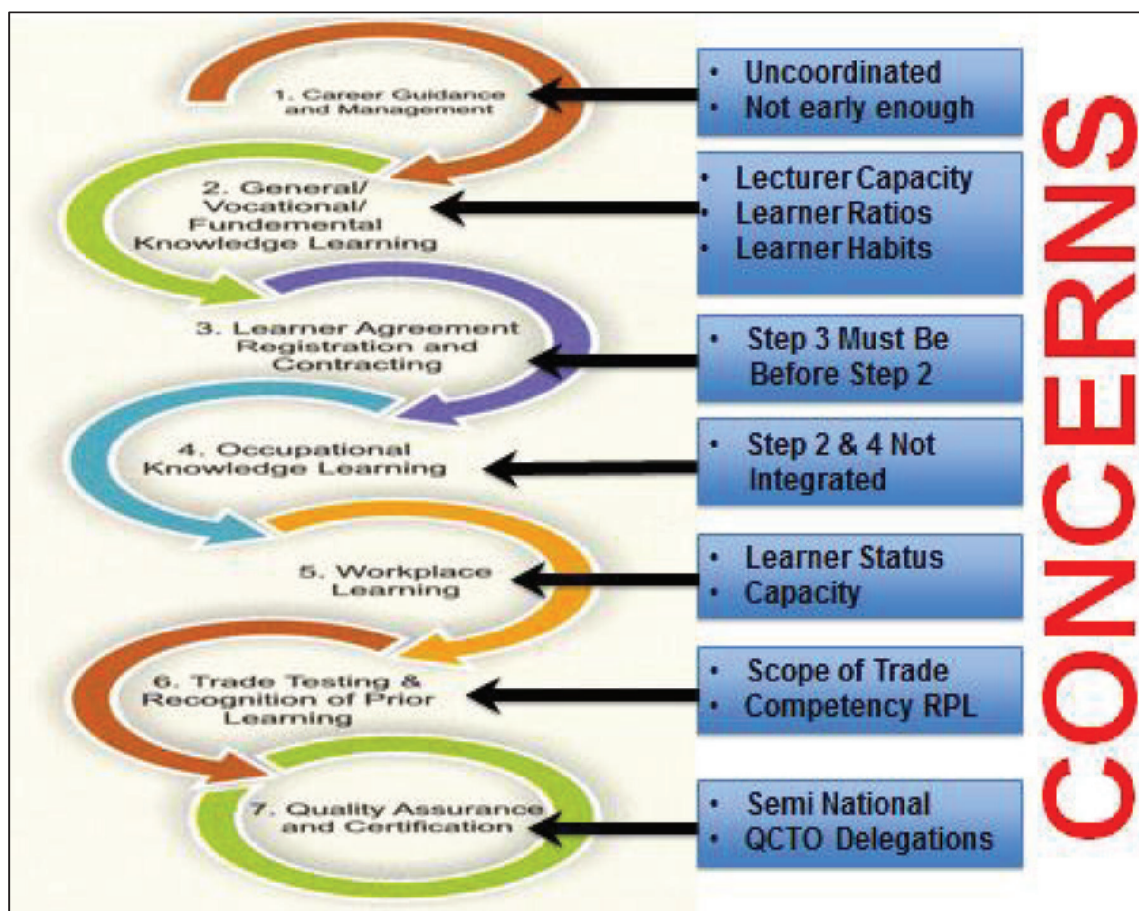 1. Career Guidance
and Management
• Uncoordinated
• Not early enough
2. General/
Vocational/
Fundemental
Knowledge Learning
• Lecturer Capacity
• Learner Ratios
• Learner Habits
3. Learner Agreement
Registration and
Contracting
• Step 3 Must Be
Before Step 2
4. Occupational
Knowledge Learning
• Step 2 & 4 Not
Integrated
5. Workplace
Learning
• Learner Status
• Capacity
6. Trade Testing &
Recognition of Prior
Learning
• Scope of Trade
• Competency RPL
7. Quality Assurance
and Certification
• Semi National
• QCTO Delegations
CONCERNS